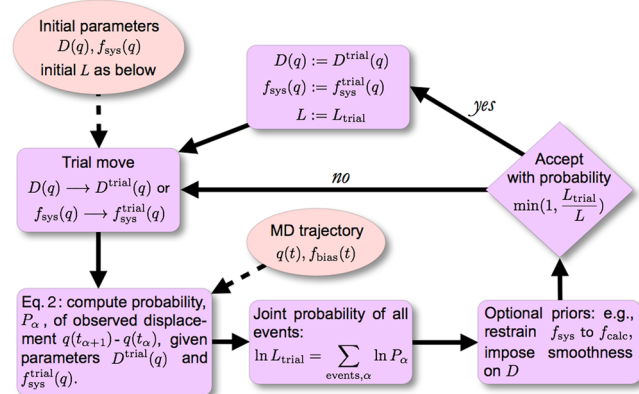 Initial parameters
D(q), f_sys(q)
initial L as below
D(q) := D^trial(q)
f_sys(q) := f_sys^trial(q)
L := L_trial
yes
Trial move
D(q) ⟶ D^trial(q) or
f_sys(q) ⟶ f_sys^trial(q)
no
Accept
with probability
min(1, L_trial/L)
MD trajectory
q(t), f_bias(t)
Eq. 2: compute probability,
P_α, of observed displace-
ment q(t_α+1)-q(t_α), given
parameters D^trial(q) and
f_sys^trial(q).
Joint probability of all
events:
ln L_trial = ∑_events,α ln P_α
Optional priors: e.g.,
restrain f_sys to f_calc,
impose smoothness
on D